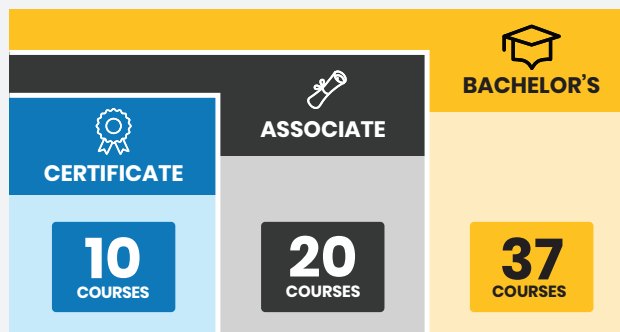 CERTIFICATE
10
COURSES
ASSOCIATE
20
COURSES
BACHELOR'S
37
COURSES